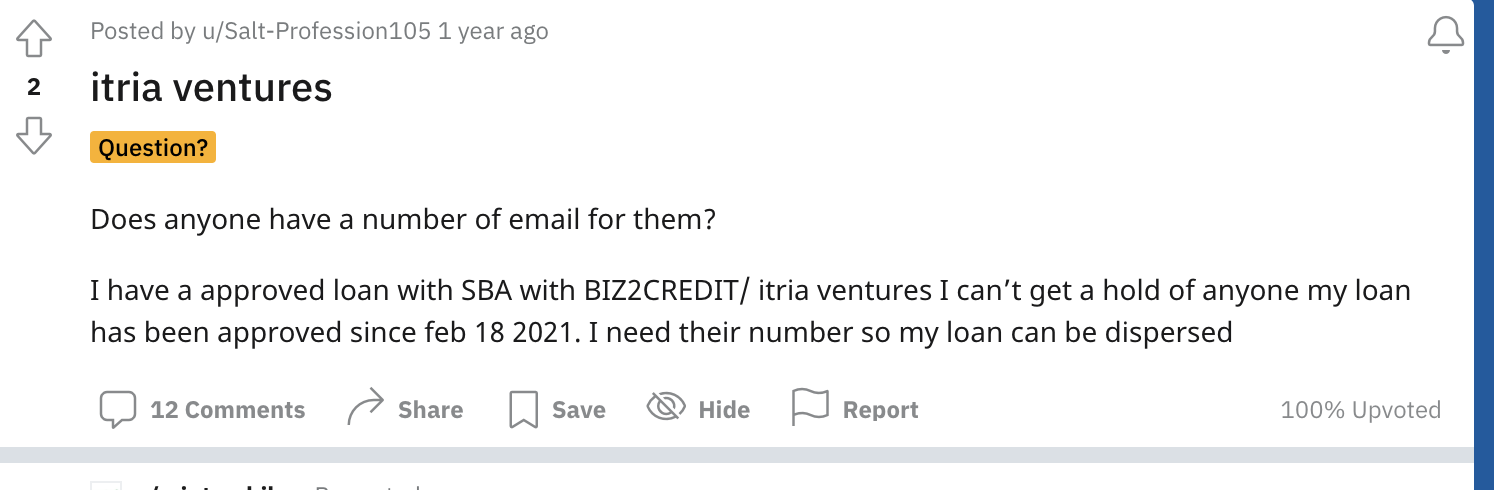 Posted by u/Salt-Profession105 1 year ago
2
itria ventures
Question?
Does anyone have a number of email for them?
I have a approved loan with SBA with BIZ2CREDIT/ itria ventures I can’t get a hold of anyone my loan
has been approved since feb 18 2021. I need their number so my loan can be dispersed
12 Comments
Share
Save
Hide
Report
100% Upvoted